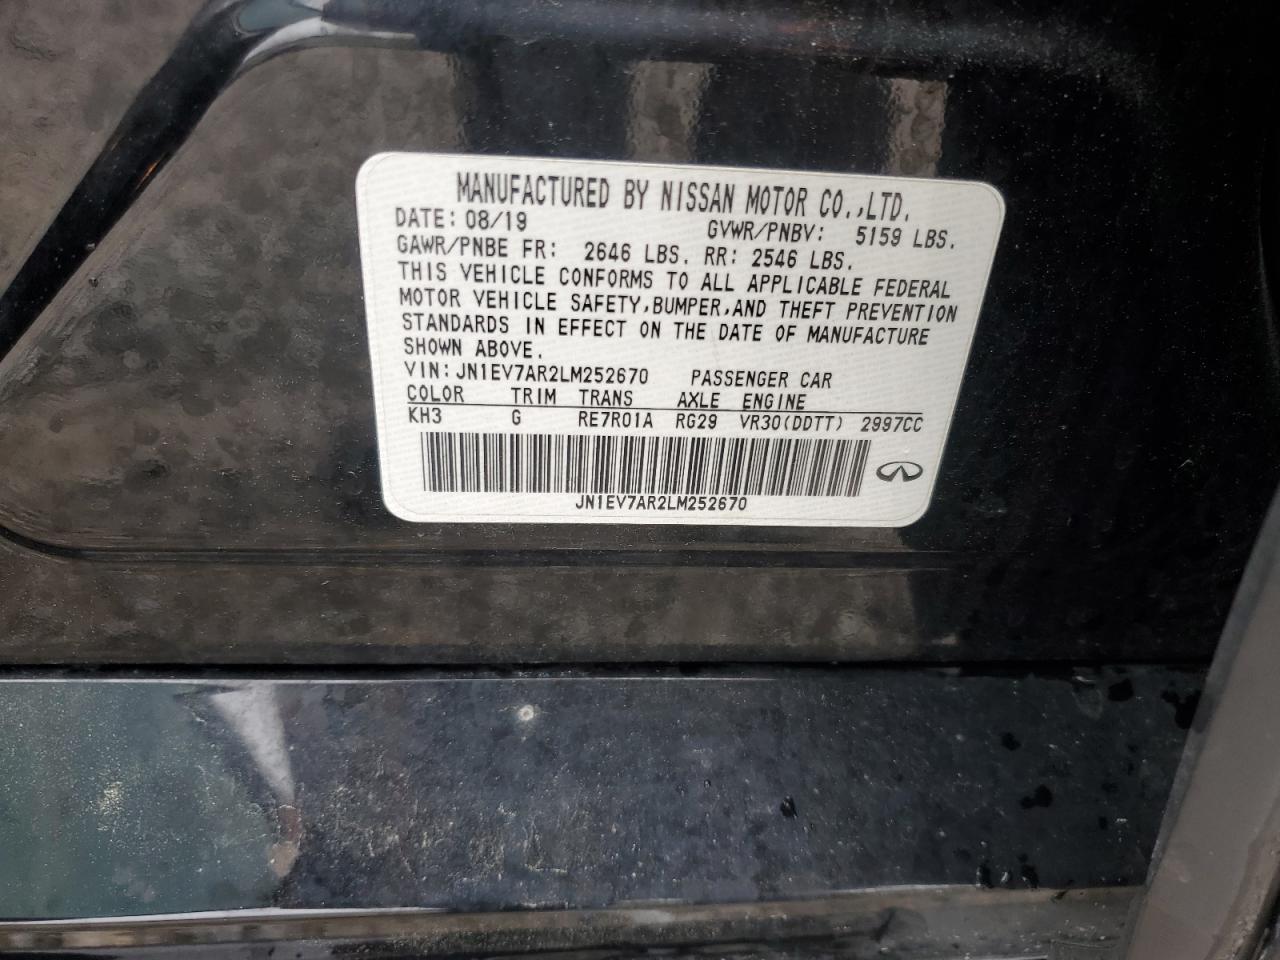 MANUFACTURED BY NISSAN MOTOR CO.,LTD.
DATE: 08/19 GVWR/PNBV: 5159 LBS.
GAWR/PNBE FR: 2646 LBS. RR: 2546 LBS.
THIS VEHICLE CONFORMS TO ALL APPLICABLE FEDERAL
MOTOR VEHICLE SAFETY,BUMPER,AND THEFT PREVENTION
STANDARDS IN EFFECT ON THE DATE OF MANUFACTURE
SHOWN ABOVE.
VIN:JN1EV7AR2LM252670 PASSENGER CAR
COLOR TRIM TRANS AXLE ENGINE
KH3 G RE7R01A RG29 VR30(DDTT) 2997CC
JN1EV7AR2LM252670